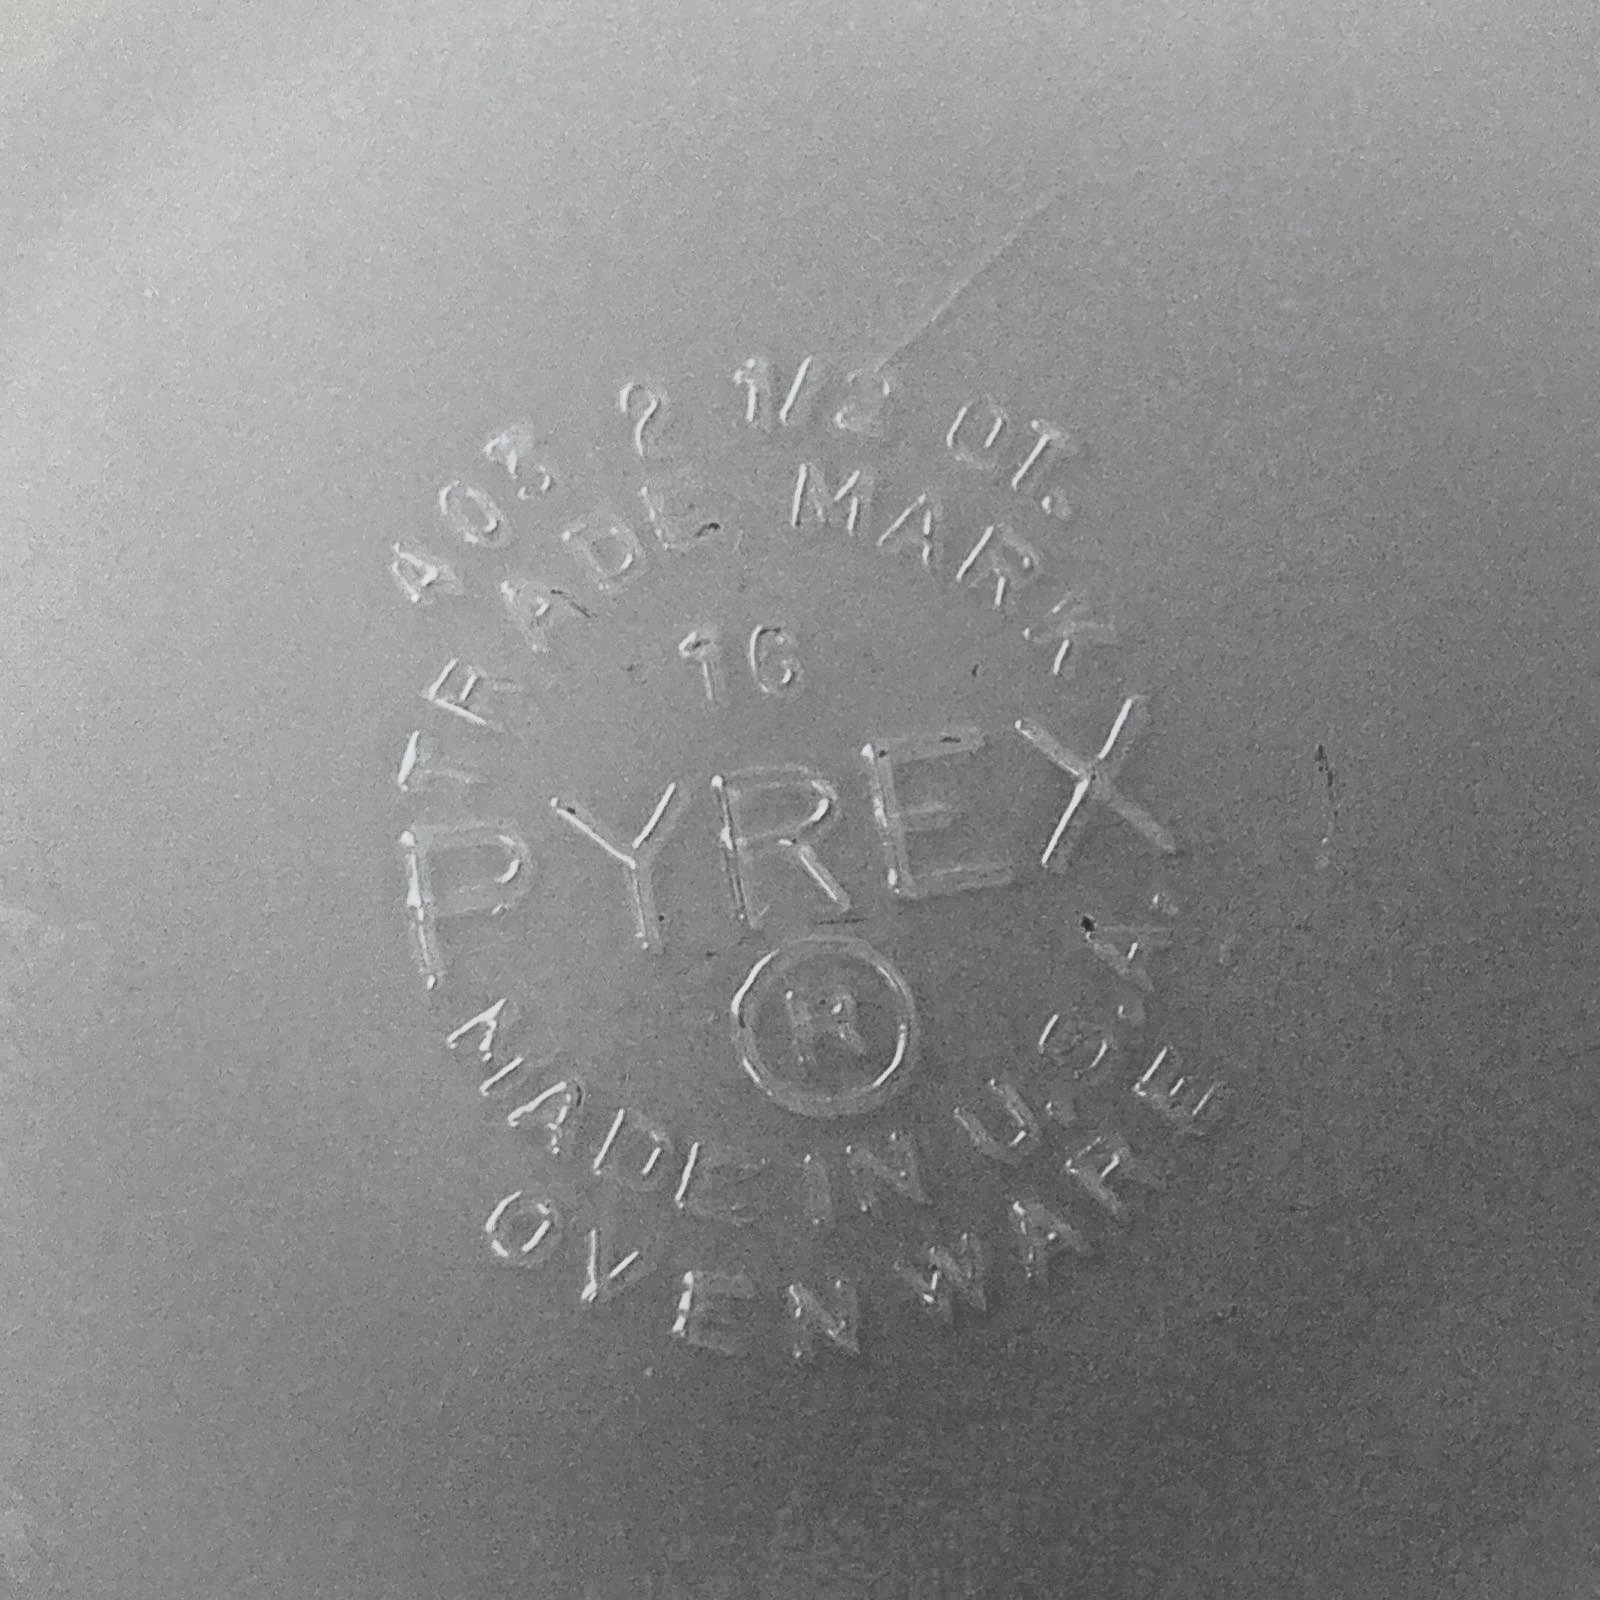 403 2 1/2 QT.
TRADE MARK
16
PYREX
®
MADE IN U.S.A.
OVENWARE